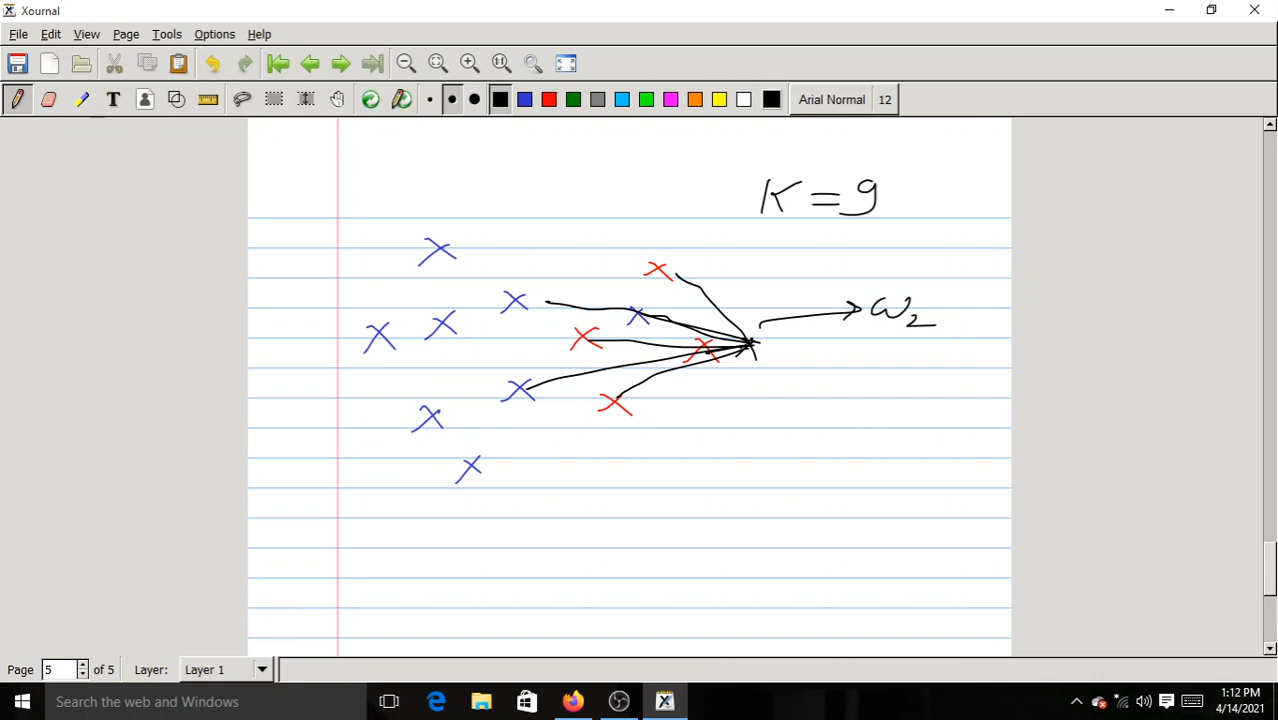 Xournal
File Edit View Page Tools Options Help
Arial Normal 12
K = 9
ω₂
Page 5 of 5 Layer: Layer 1
Search the web and Windows
1:12 PM
4/14/2021